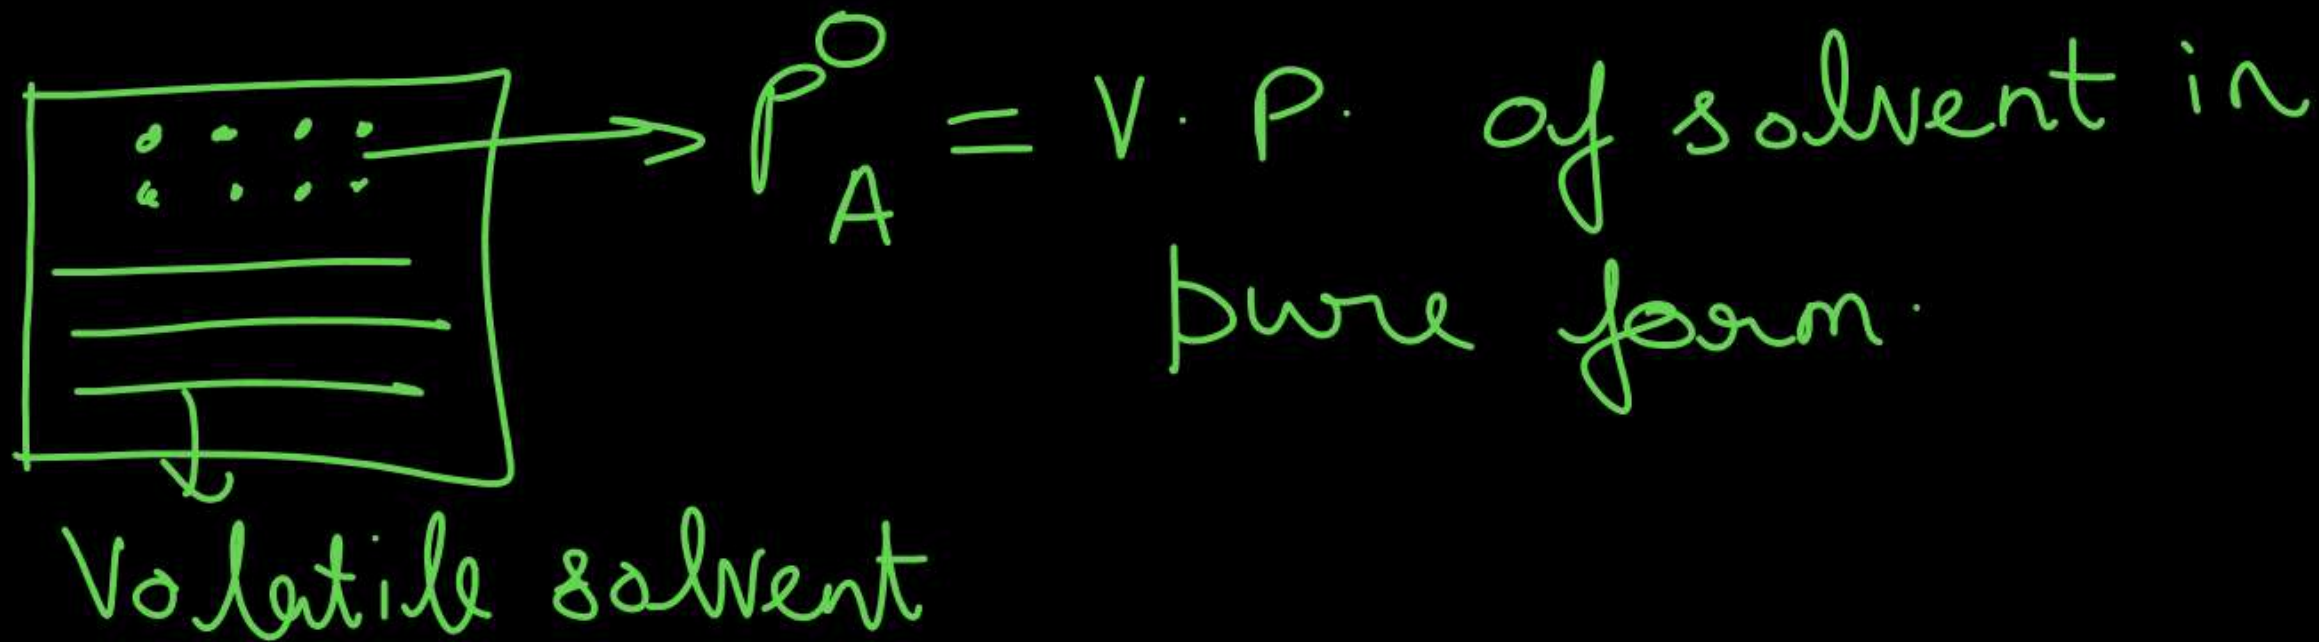 P°A = V. P. of solvent in
pure form.
Volatile solvent